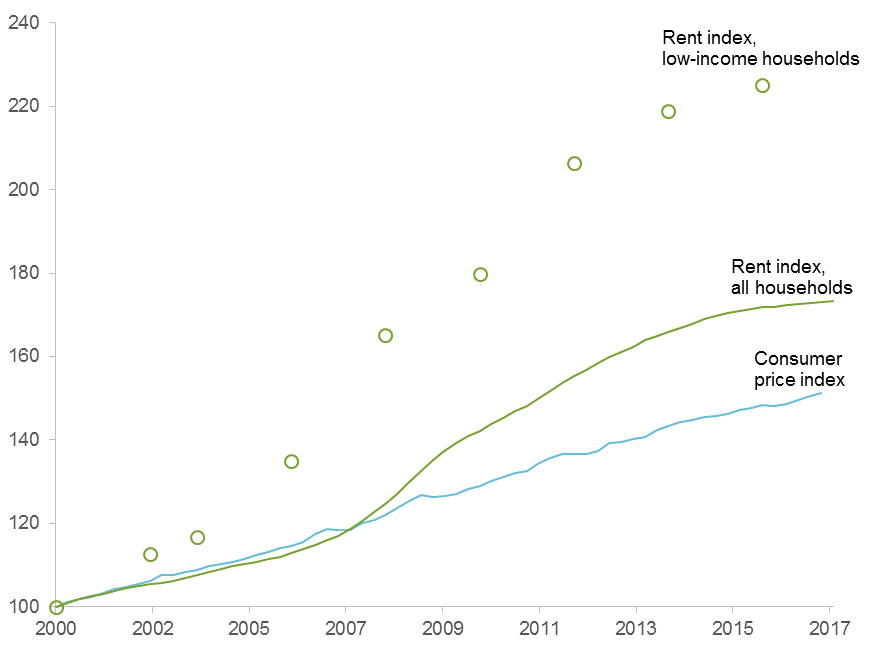 240
Rent index,
low-income households
220
200
180
Rent index,
all households
160
Consumer
price index
140
120
100
2000 2002 2005 2007 2009 2011 2013 2015 2017